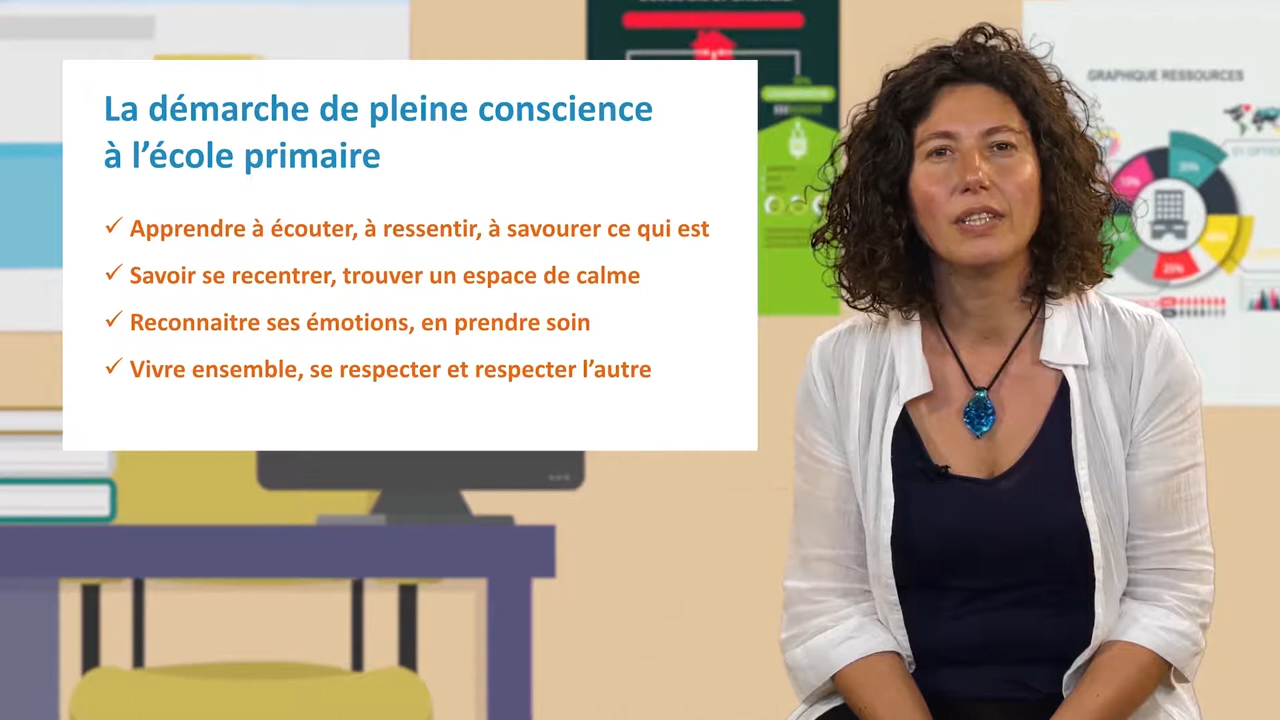 La démarche de pleine conscience
à l'école primaire
✓ Apprendre à écouter, à ressentir, à savourer ce qui est
✓ Savoir se recentrer, trouver un espace de calme
✓ Reconnaitre ses émotions, en prendre soin
✓ Vivre ensemble, se respecter et respecter l'autre
GRAPHIQUE RESSOURCES